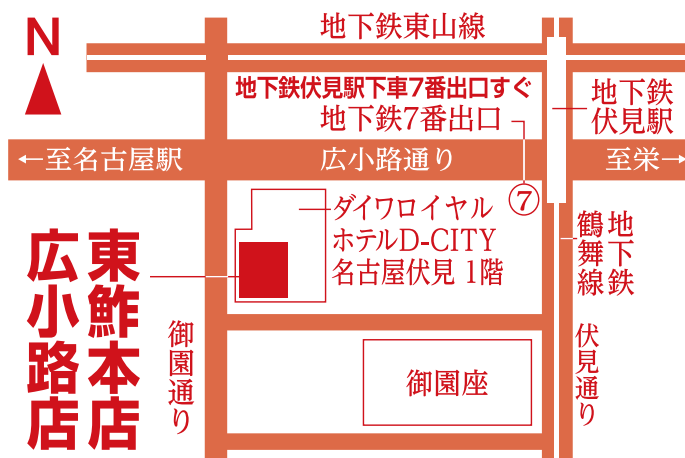 N
地下鉄東山線
地下鉄伏見駅下車7番出口すぐ
地下鉄7番出口
地下鉄
伏見駅
←至名古屋駅
広小路通り
至栄→
⑦
ダイワロイヤル
ホテルD-CITY
名古屋伏見 1階
地下鉄
鶴舞線
東鮓本店
広小路店
御園通り
御園座
伏見通り